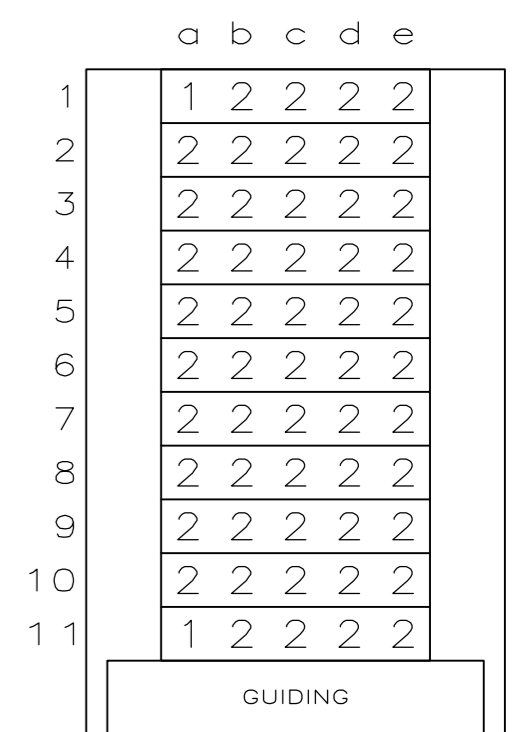 a b c d e
1 1 2 2 2 2
2 2 2 2 2 2
3 2 2 2 2 2
4 2 2 2 2 2
5 2 2 2 2 2
6 2 2 2 2 2
7 2 2 2 2 2
8 2 2 2 2 2
9 2 2 2 2 2
10 2 2 2 2 2
11 1 2 2 2 2
GUIDING